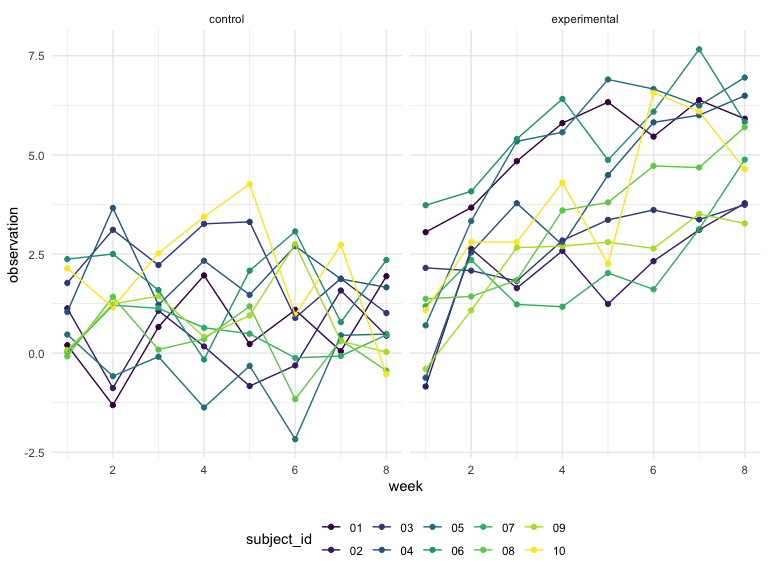 control experimental
7.5
5.0
2.5
0.0
-2.5
2 4 6 8 2 4 6 8
observation
week
subject_id
01 03 05 07 09
02 04 06 08 10